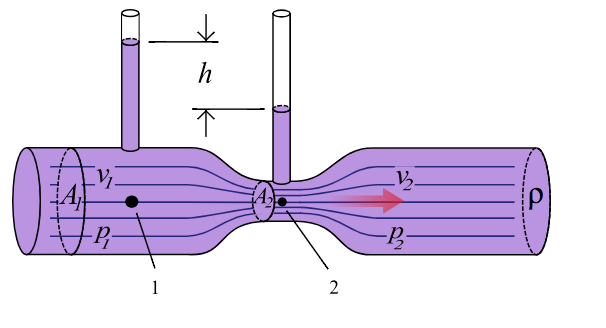 h
v₁ v₂
A₁ A₂ ρ
p₁ p₂
1 2